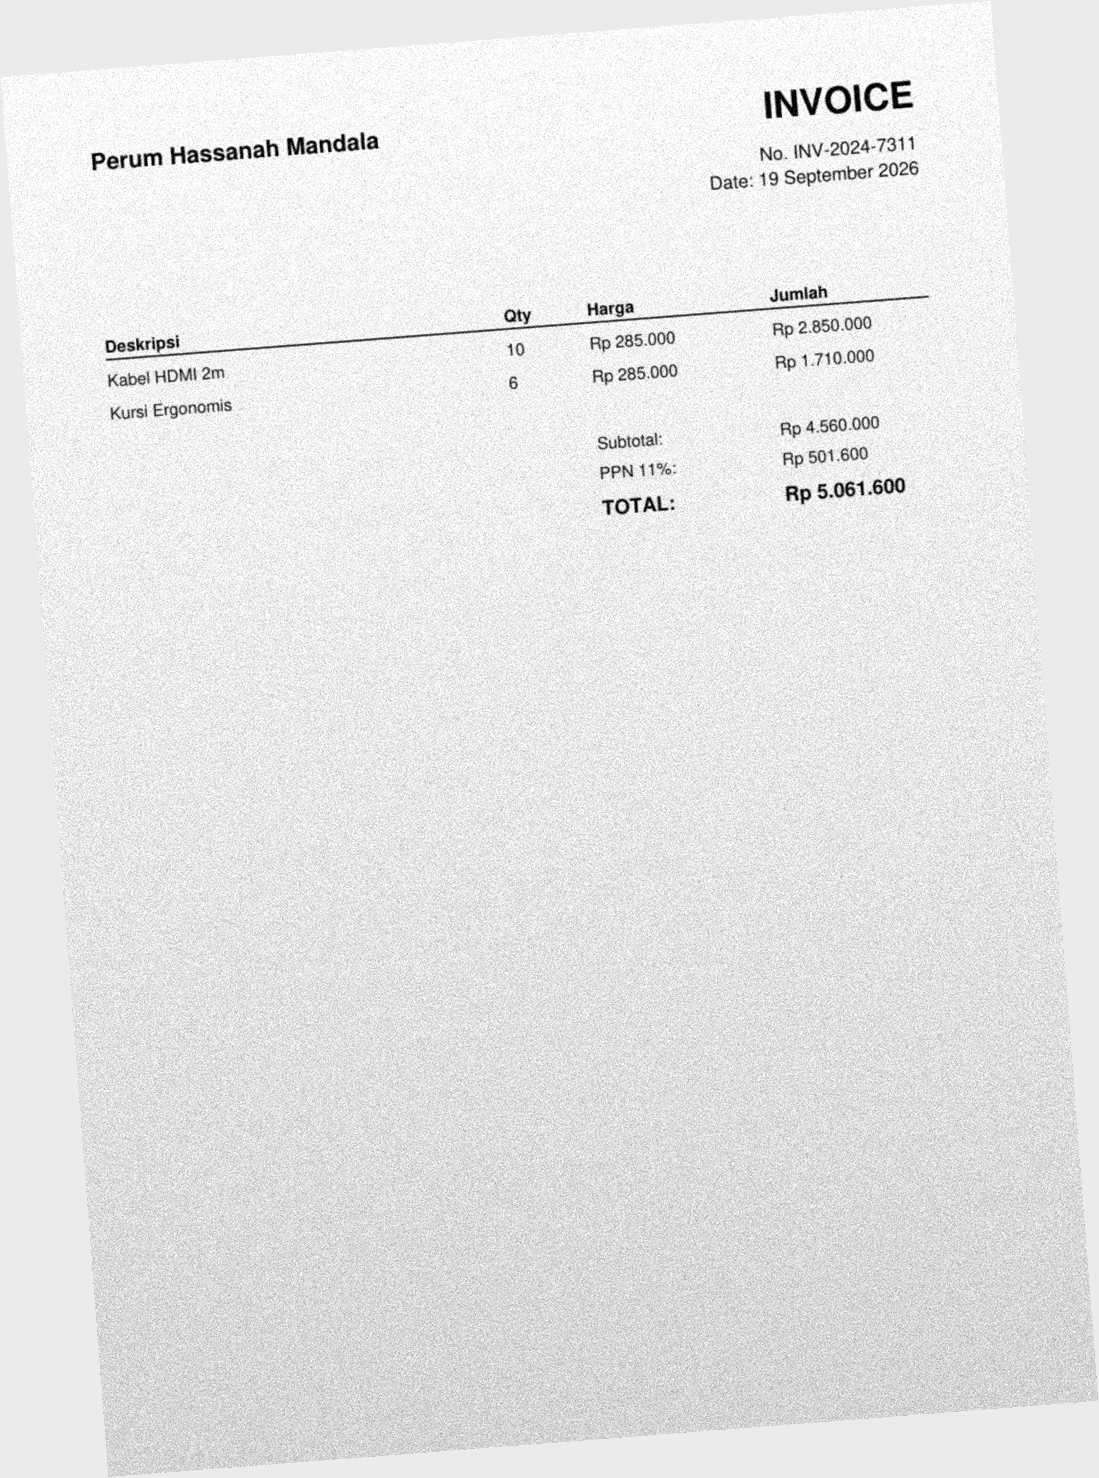 INVOICE
Perum Hassanah Mandala
No. INV-2024-7311
Date: 19 September 2026
Deskripsi Qty Harga Jumlah
Kabel HDMI 2m 10 Rp 285.000 Rp 2.850.000
Kursi Ergonomis 6 Rp 285.000 Rp 1.710.000
Subtotal: Rp 4.560.000
PPN 11%: Rp 501.600
TOTAL: Rp 5.061.600